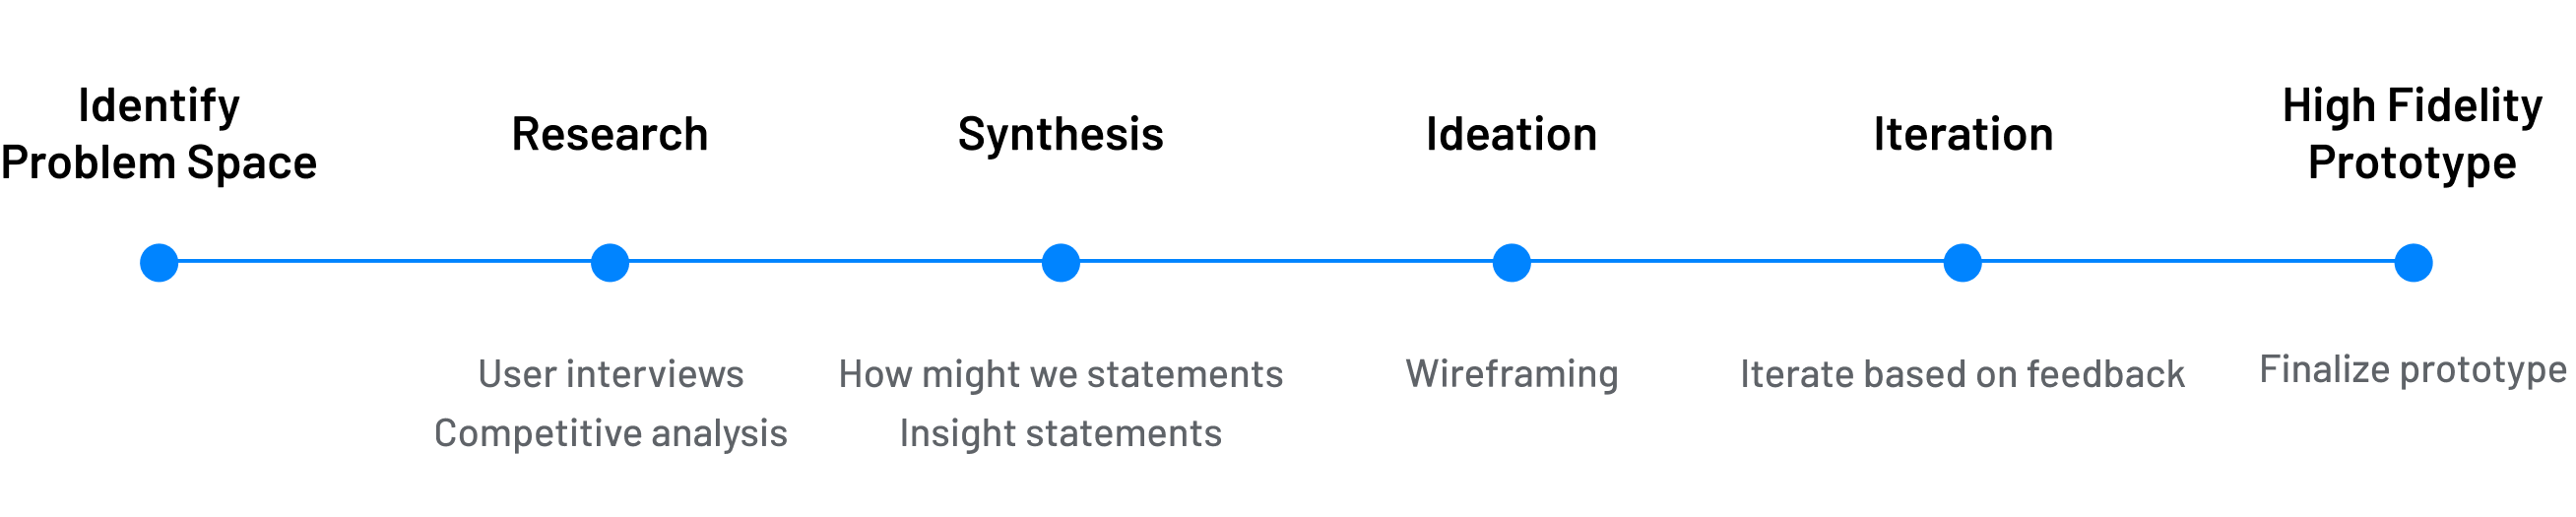 Identify
Problem Space
Research
Synthesis
Ideation
Iteration
High Fidelity
Prototype
User interviews
Competitive analysis
How might we statements
Insight statements
Wireframing
Iterate based on feedback
Finalize prototype